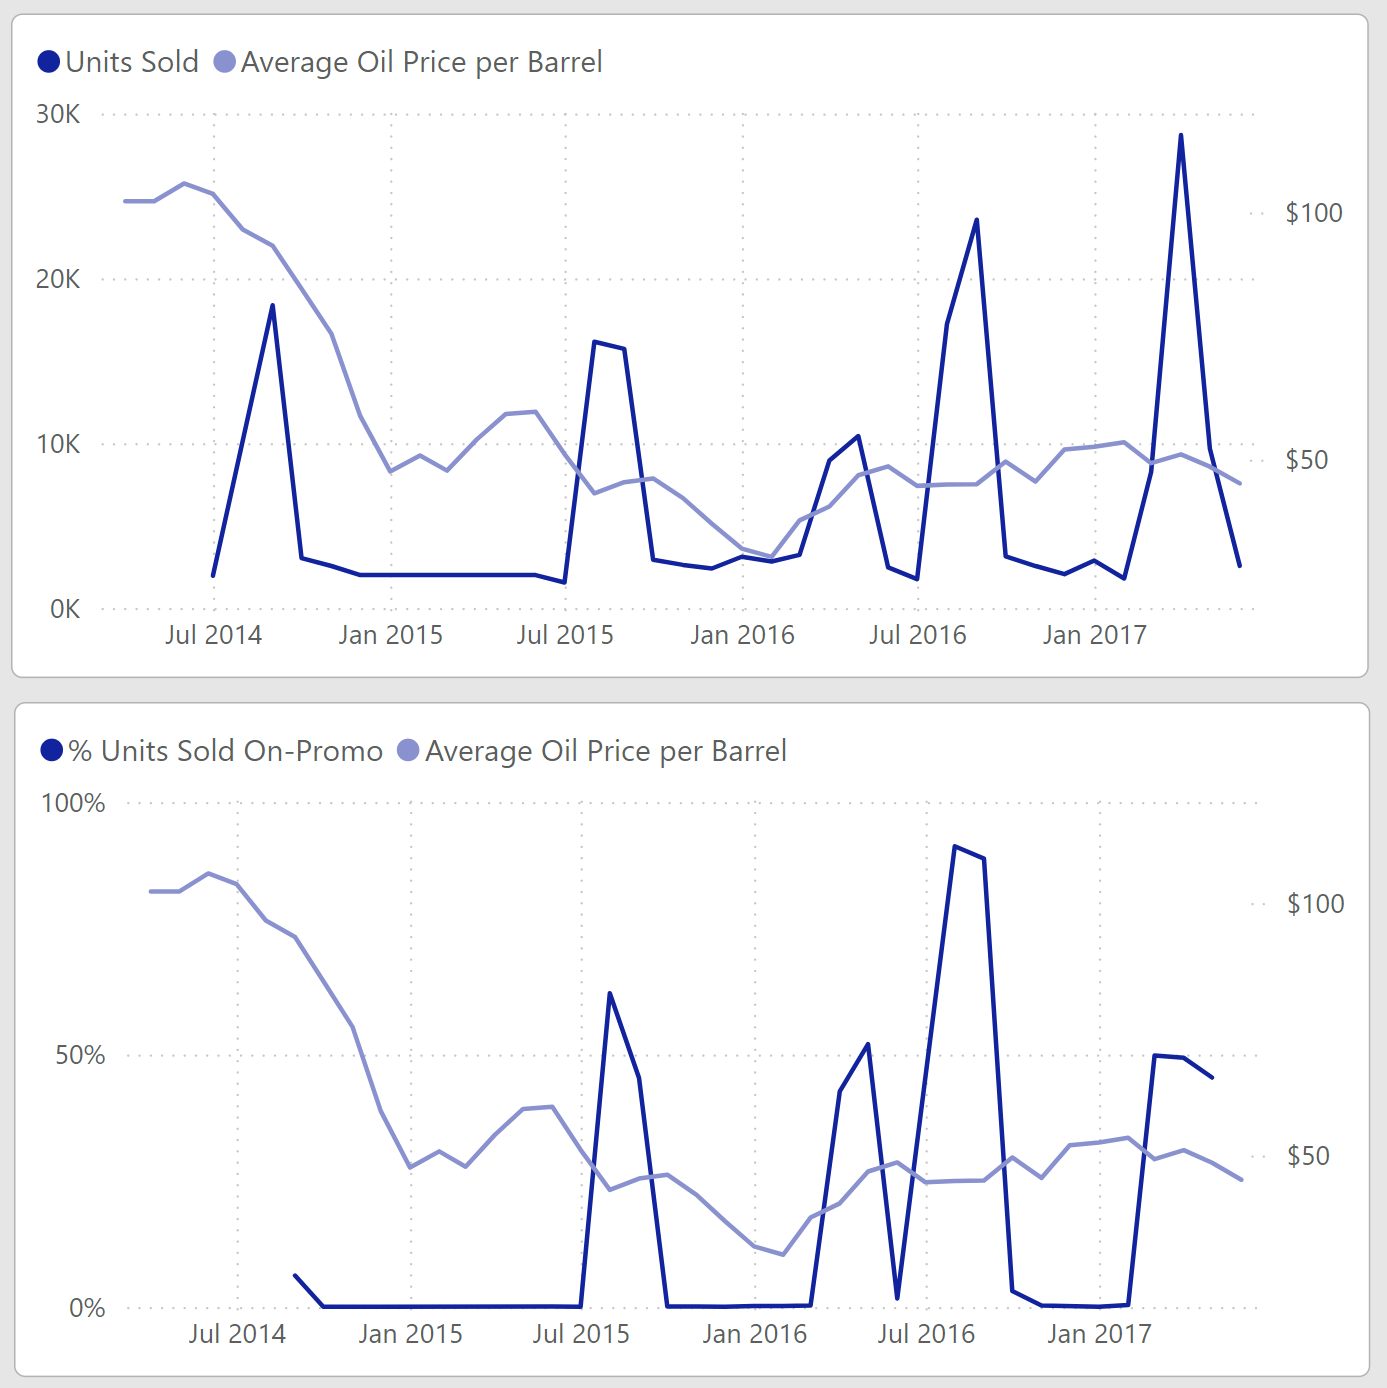 Units Sold Average Oil Price per Barrel
30K
$100
20K
10K
$50
0K
Jul 2014 Jan 2015 Jul 2015 Jan 2016 Jul 2016 Jan 2017
% Units Sold On-Promo Average Oil Price per Barrel
100%
$100
50%
$50
0%
Jul 2014 Jan 2015 Jul 2015 Jan 2016 Jul 2016 Jan 2017